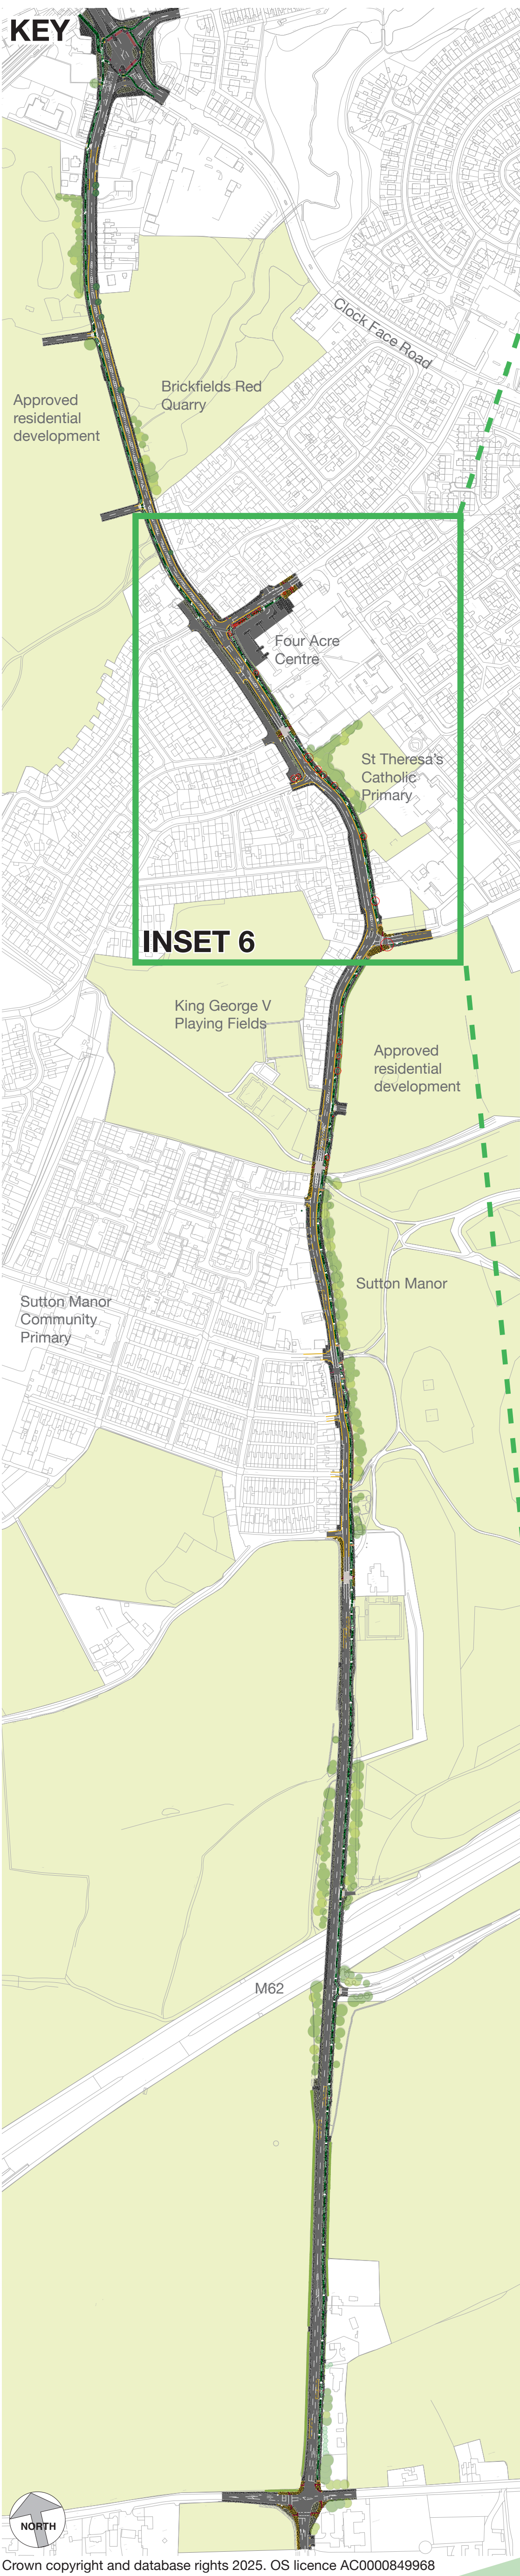 KEY
Clock Face Road
Brickfields Red
Quarry
Approved
residential
development
Four Acre
Centre
St Theresa's
Catholic
Primary
INSET 6
King George V
Playing Fields
Approved
residential
development
Sutton Manor
Sutton Manor
Community
Primary
M62
NORTH
Crown copyright and database rights 2025. OS licence AC0000849968